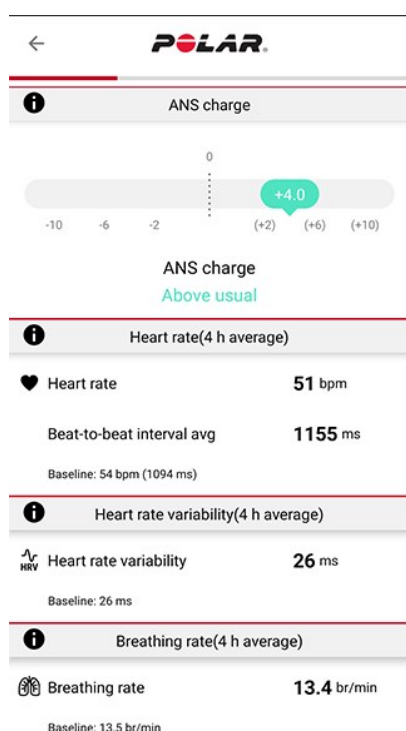 POLAR.
ANS charge
0
+4.0
-10 -6 -2 (+2) (+6) (+10)
ANS charge
Above usual
Heart rate(4 h average)
Heart rate 51 bpm
Beat-to-beat interval avg 1155 ms
Baseline: 54 bpm (1094 ms)
Heart rate variability(4 h average)
HRV Heart rate variability 26 ms
Baseline: 26 ms
Breathing rate(4 h average)
Breathing rate 13.4 br/min
Baseline: 13.5 br/min